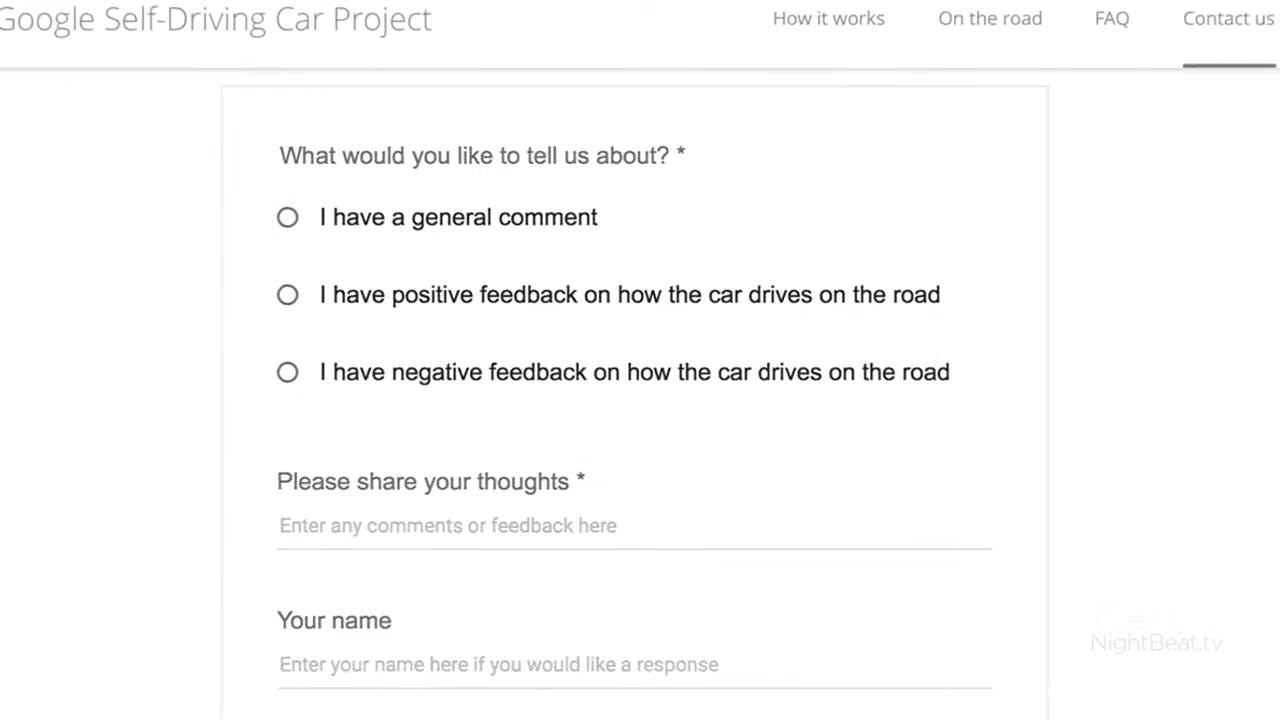 Google Self-Driving Car Project
How it works
On the road
FAQ
Contact us
What would you like to tell us about? *
I have a general comment
I have positive feedback on how the car drives on the road
I have negative feedback on how the car drives on the road
Please share your thoughts *
Enter any comments or feedback here
Your name
Enter your name here if you would like a response
NightBeat.tv